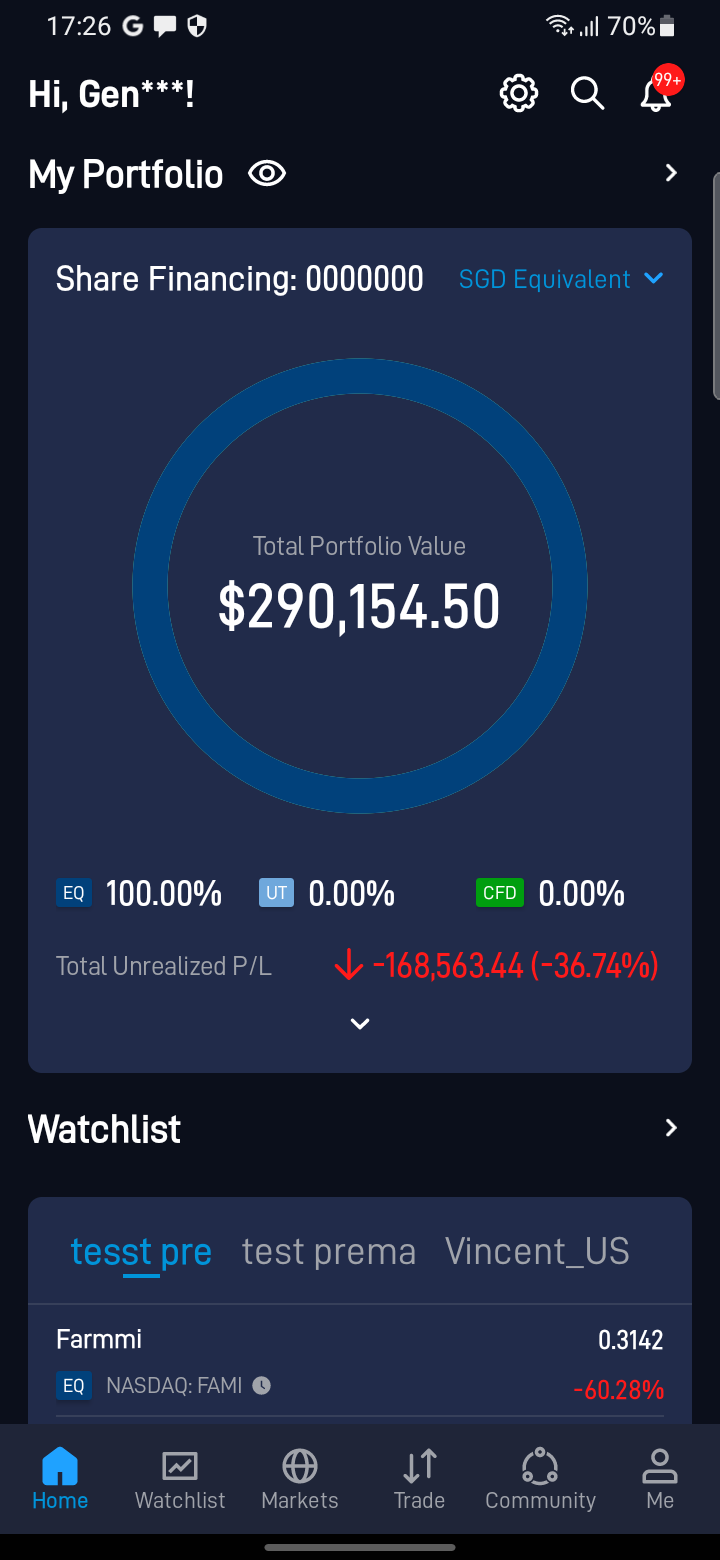 17:26 G 70%
Hi, Gen***! 99+
My Portfolio
Share Financing: 0000000 SGD Equivalent
Total Portfolio Value
$290,154.50
EQ 100.00% UT 0.00% CFD 0.00%
Total Unrealized P/L -168,563.44 (-36.74%)
Watchlist
tesst pre test prema Vincent_US
Farmmi 0.3142
EQ NASDAQ: FAMI -60.28%
Home Watchlist Markets Trade Community Me